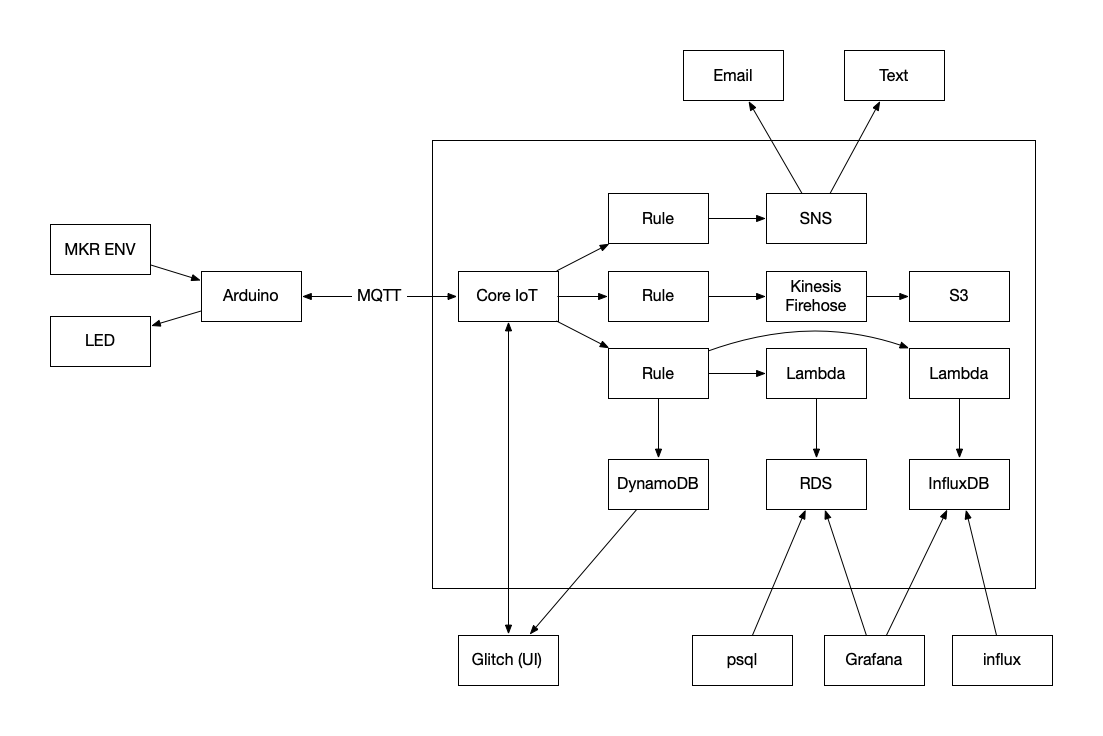 Email
Text
Rule
SNS
MKR ENV
Arduino
MQTT
Core IoT
Rule
Kinesis
Firehose
S3
LED
Rule
Lambda
Lambda
DynamoDB
RDS
InfluxDB
Glitch (UI)
psql
Grafana
influx